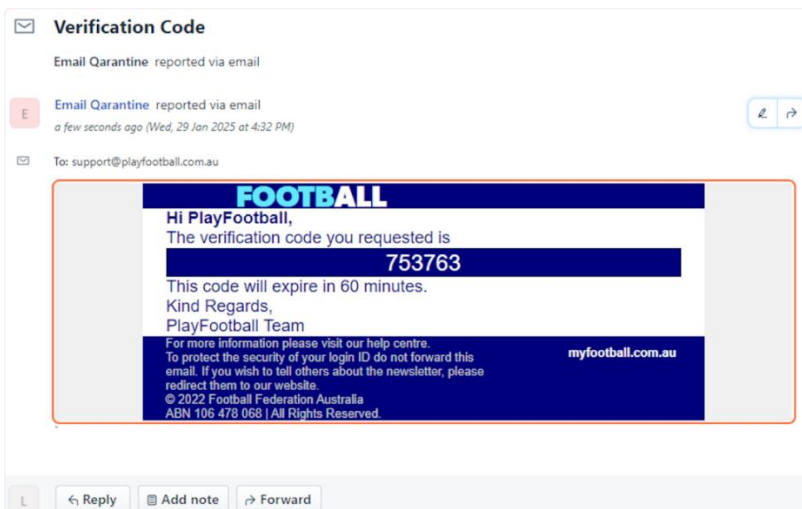 Verification Code
Email Qarantine reported via email
E
Email Qarantine reported via email
a few seconds ago (Wed, 29 Jan 2025 at 4:32 PM)
To: support@playfootball.com.au
FOOTBALL
Hi PlayFootball,
The verification code you requested is
753763
This code will expire in 60 minutes.
Kind Regards,
PlayFootball Team
For more information please visit our help centre.
To protect the security of your login ID do not forward this
email. If you wish to tell others about the newsletter, please
redirect them to our website.
© 2022 Football Federation Australia
ABN 106 478 068 | All Rights Reserved.
myfootball.com.au
L
Reply
Add note
Forward